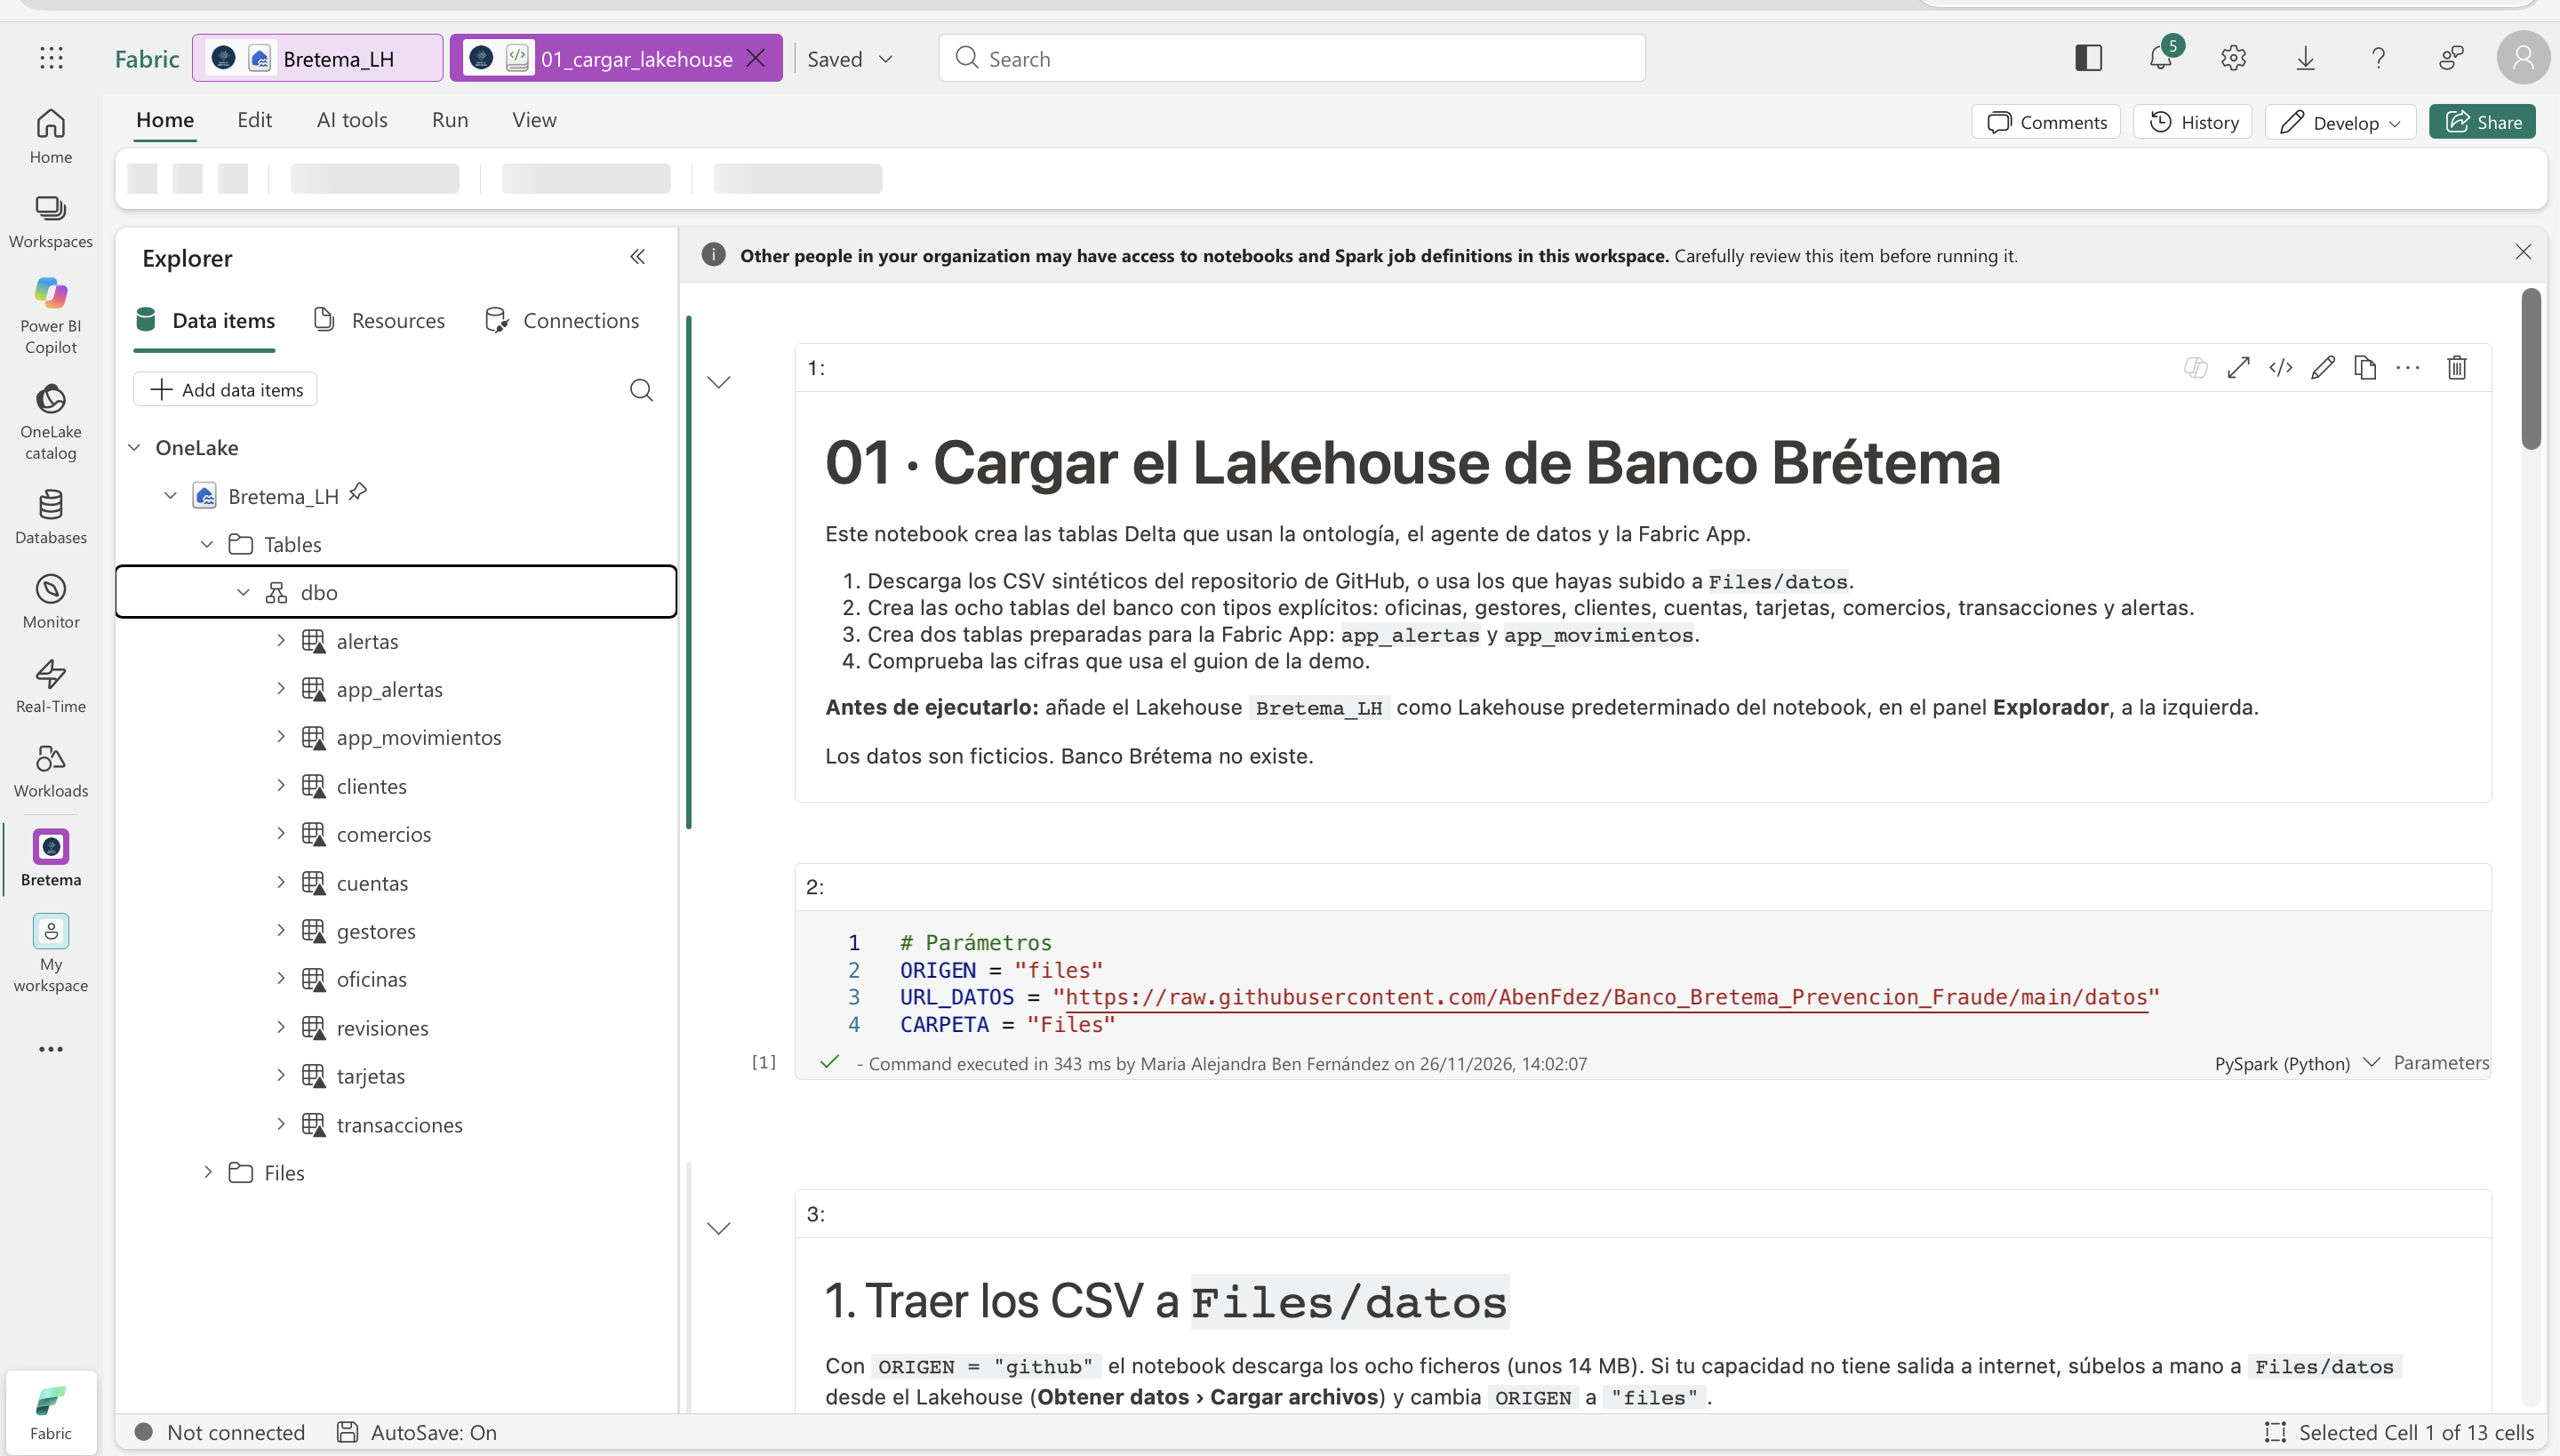 Fabric
Bretema_LH
01_cargar_lakehouse
Saved
Search
5
Home
Edit
AI tools
Run
View
Comments
History
Develop
Share
Home
Workspaces
Power BI
Copilot
OneLake
catalog
Databases
Monitor
Real-Time
Workloads
Bretema
My
workspace
Fabric
Explorer
Data items
Resources
Connections
Add data items
OneLake
Bretema_LH
Tables
dbo
alertas
app_alertas
app_movimientos
clientes
comercios
cuentas
gestores
oficinas
revisiones
tarjetas
transacciones
Files
Other people in your organization may have access to notebooks and Spark job definitions in this workspace. Carefully review this item before running it.
1:
01 · Cargar el Lakehouse de Banco Brétema
Este notebook crea las tablas Delta que usan la ontología, el agente de datos y la Fabric App.
1. Descarga los CSV sintéticos del repositorio de GitHub, o usa los que hayas subido a Files/datos.
2. Crea las ocho tablas del banco con tipos explícitos: oficinas, gestores, clientes, cuentas, tarjetas, comercios, transacciones y alertas.
3. Crea dos tablas preparadas para la Fabric App: app_alertas y app_movimientos.
4. Comprueba las cifras que usa el guion de la demo.
Antes de ejecutarlo: añade el Lakehouse Bretema_LH como Lakehouse predeterminado del notebook, en el panel Explorador, a la izquierda.
Los datos son ficticios. Banco Brétema no existe.
2:
1 # Parámetros
2 ORIGEN = "files"
3 URL_DATOS = "https://raw.githubusercontent.com/AbenFdez/Banco_Bretema_Prevencion_Fraude/main/datos"
4 CARPETA = "Files"
[1]
- Command executed in 343 ms by Maria Alejandra Ben Fernández on 26/11/2026, 14:02:07
PySpark (Python)
Parameters
3:
1. Traer los CSV a Files/datos
Con ORIGEN = "github" el notebook descarga los ocho ficheros (unos 14 MB). Si tu capacidad no tiene salida a internet, súbelos a mano a Files/datos
desde el Lakehouse (Obtener datos › Cargar archivos) y cambia ORIGEN a "files".
Not connected
AutoSave: On
Selected Cell 1 of 13 cells